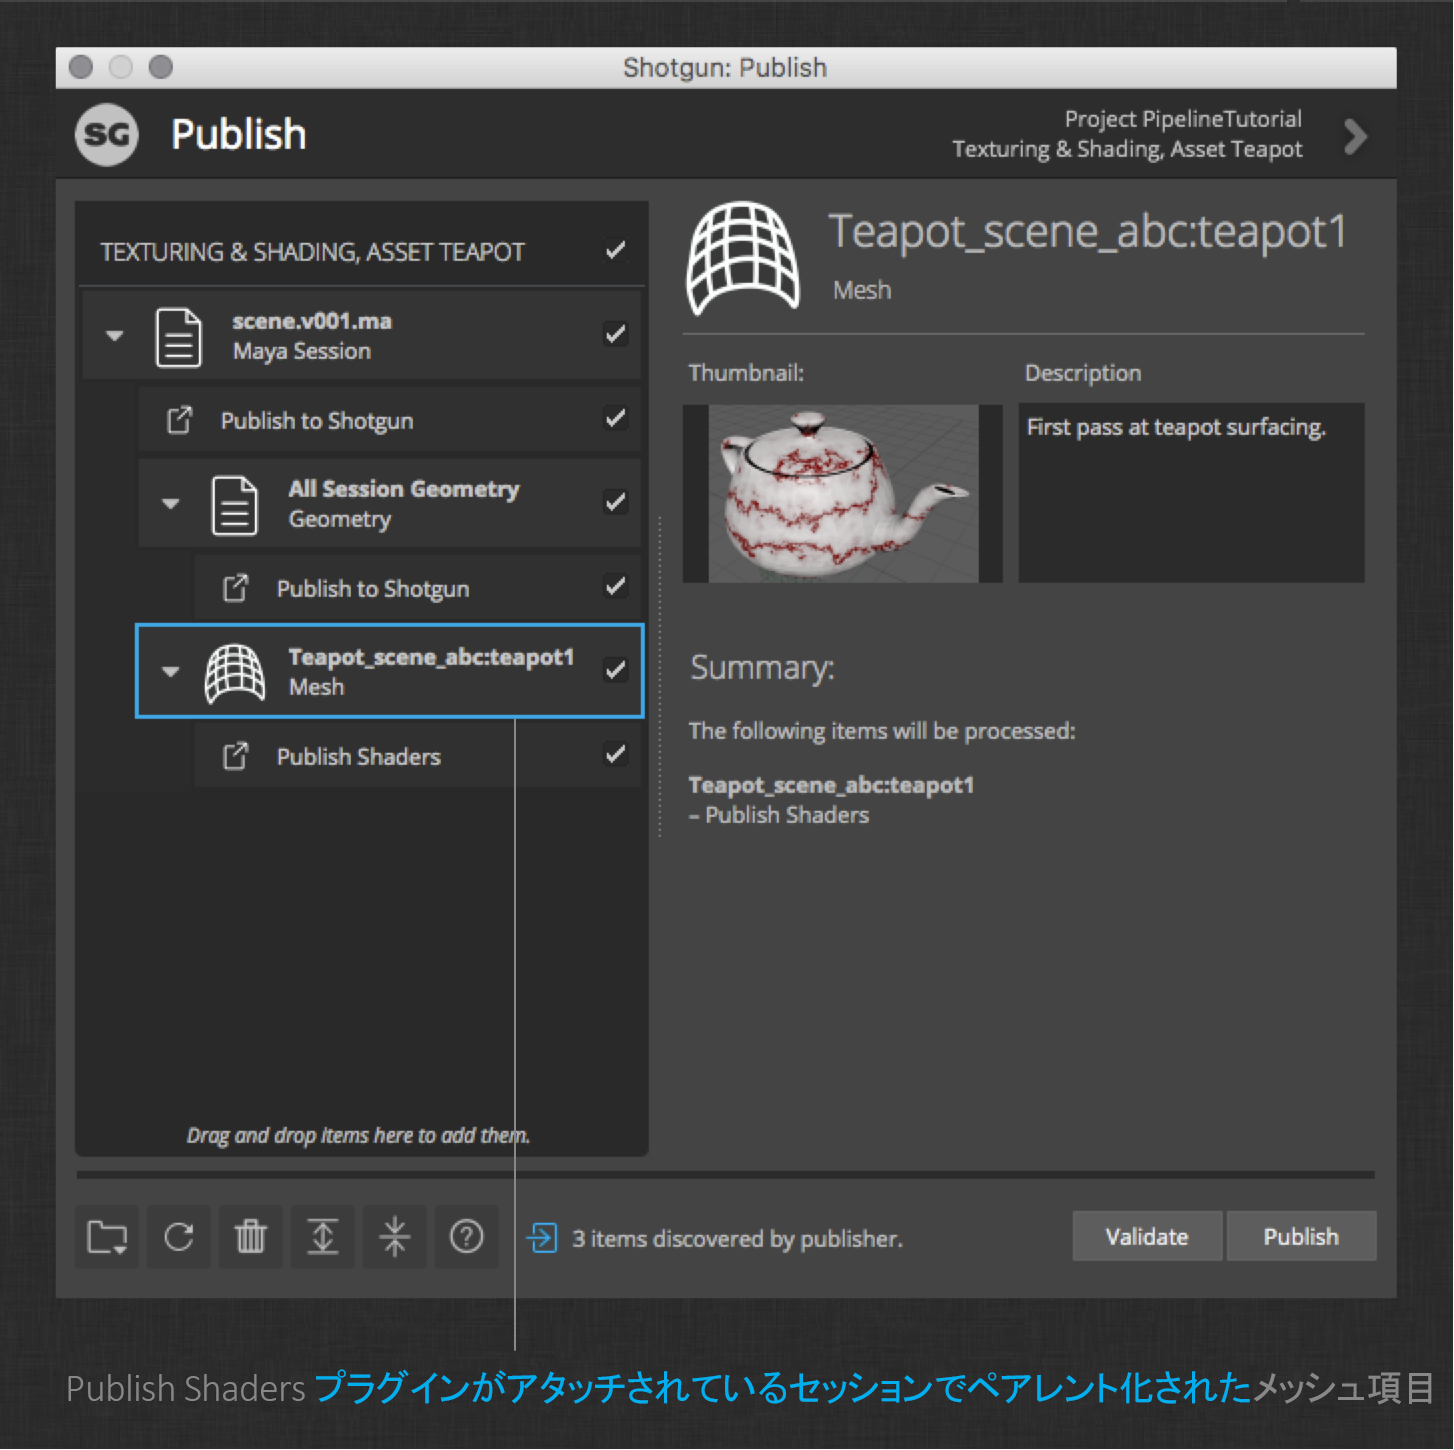 Shotgun: Publish
SG
Publish
Project PipelineTutorial
Texturing & Shading, Asset Teapot
TEXTURING & SHADING, ASSET TEAPOT
scene.v001.ma
Maya Session
Publish to Shotgun
All Session Geometry
Geometry
Publish to Shotgun
Teapot_scene_abc:teapot1
Mesh
Publish Shaders
Drag and drop items here to add them.
Teapot_scene_abc:teapot1
Mesh
Thumbnail:
Description
First pass at teapot surfacing.
Summary:
The following items will be processed:
Teapot_scene_abc:teapot1
– Publish Shaders
3 items discovered by publisher.
Validate
Publish
Publish Shaders プラグインがアタッチされているセッションでペアレント化されたメッシュ項目